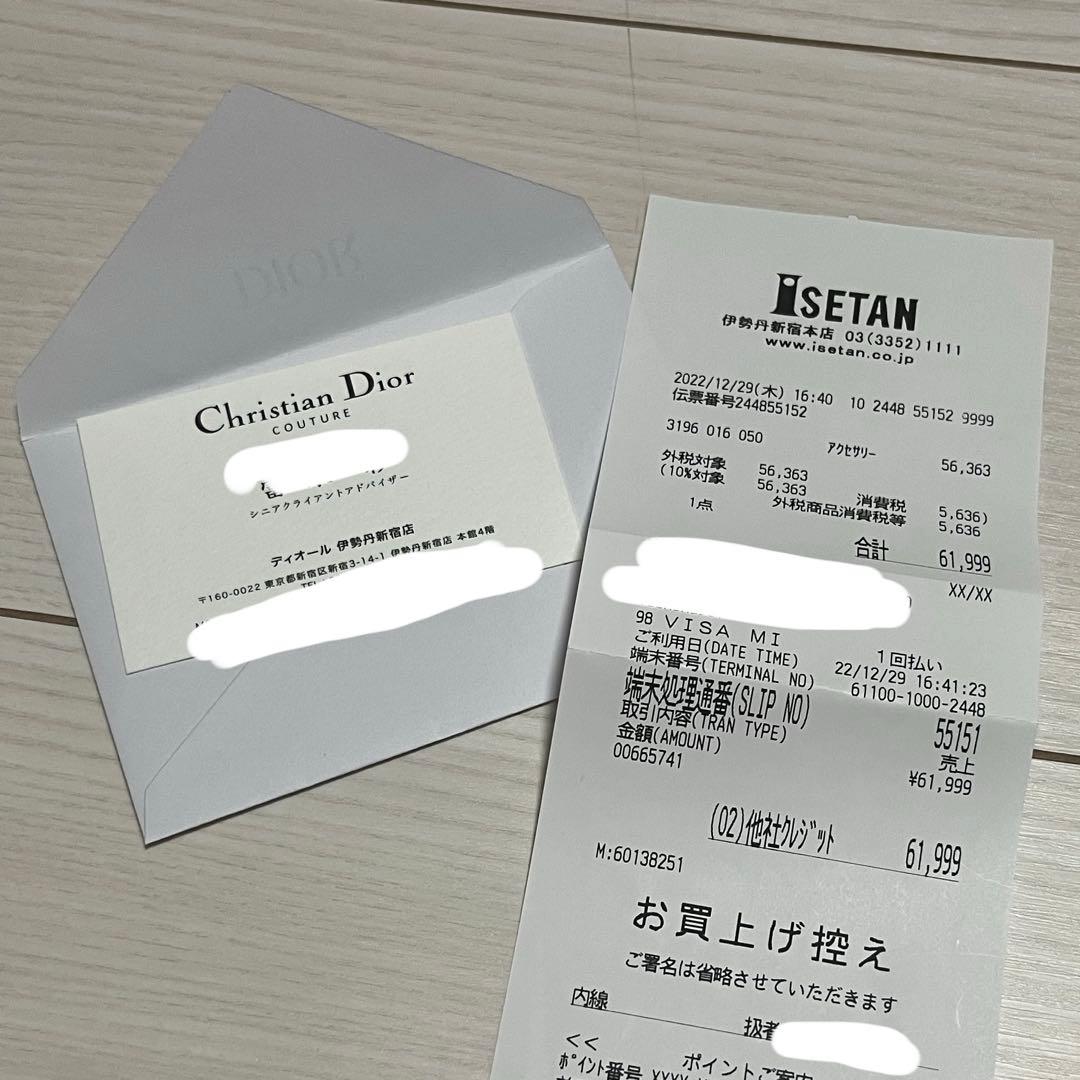 DIOR
Christian Dior
COUTURE
シニアクライアントアドバイザー
ディオール 伊勢丹新宿店
〒160-0022 東京都新宿区新宿3-14-1 伊勢丹新宿店 本館4階
TEL
ISETAN
伊勢丹新宿本店 03(3352)1111
www.isetan.co.jp
2022/12/29(木) 16:40 10 2448 55152 9999
伝票番号244855152
3196 016 050 アクセサリー 56,363
外税対象 56,363 消費税 5,636)
(10%対象 56,363 外税商品消費税等 5,636
1点
合計 61,999
XX/XX
98 VISA MI 1回払い
ご利用日(DATE TIME) 22/12/29 16:41:23
端末番号(TERMINAL NO) 61100-1000-2448
端末処理通番(SLIP NO) 55151
取引内容(TRAN TYPE) 売上
金額(AMOUNT) ¥61,999
00665741
(02)他社クレジット 61,999
M:60138251
お買上げ控え
ご署名は省略させていただきます
内線 扱者
<< ポイントご案内
ポイント番号